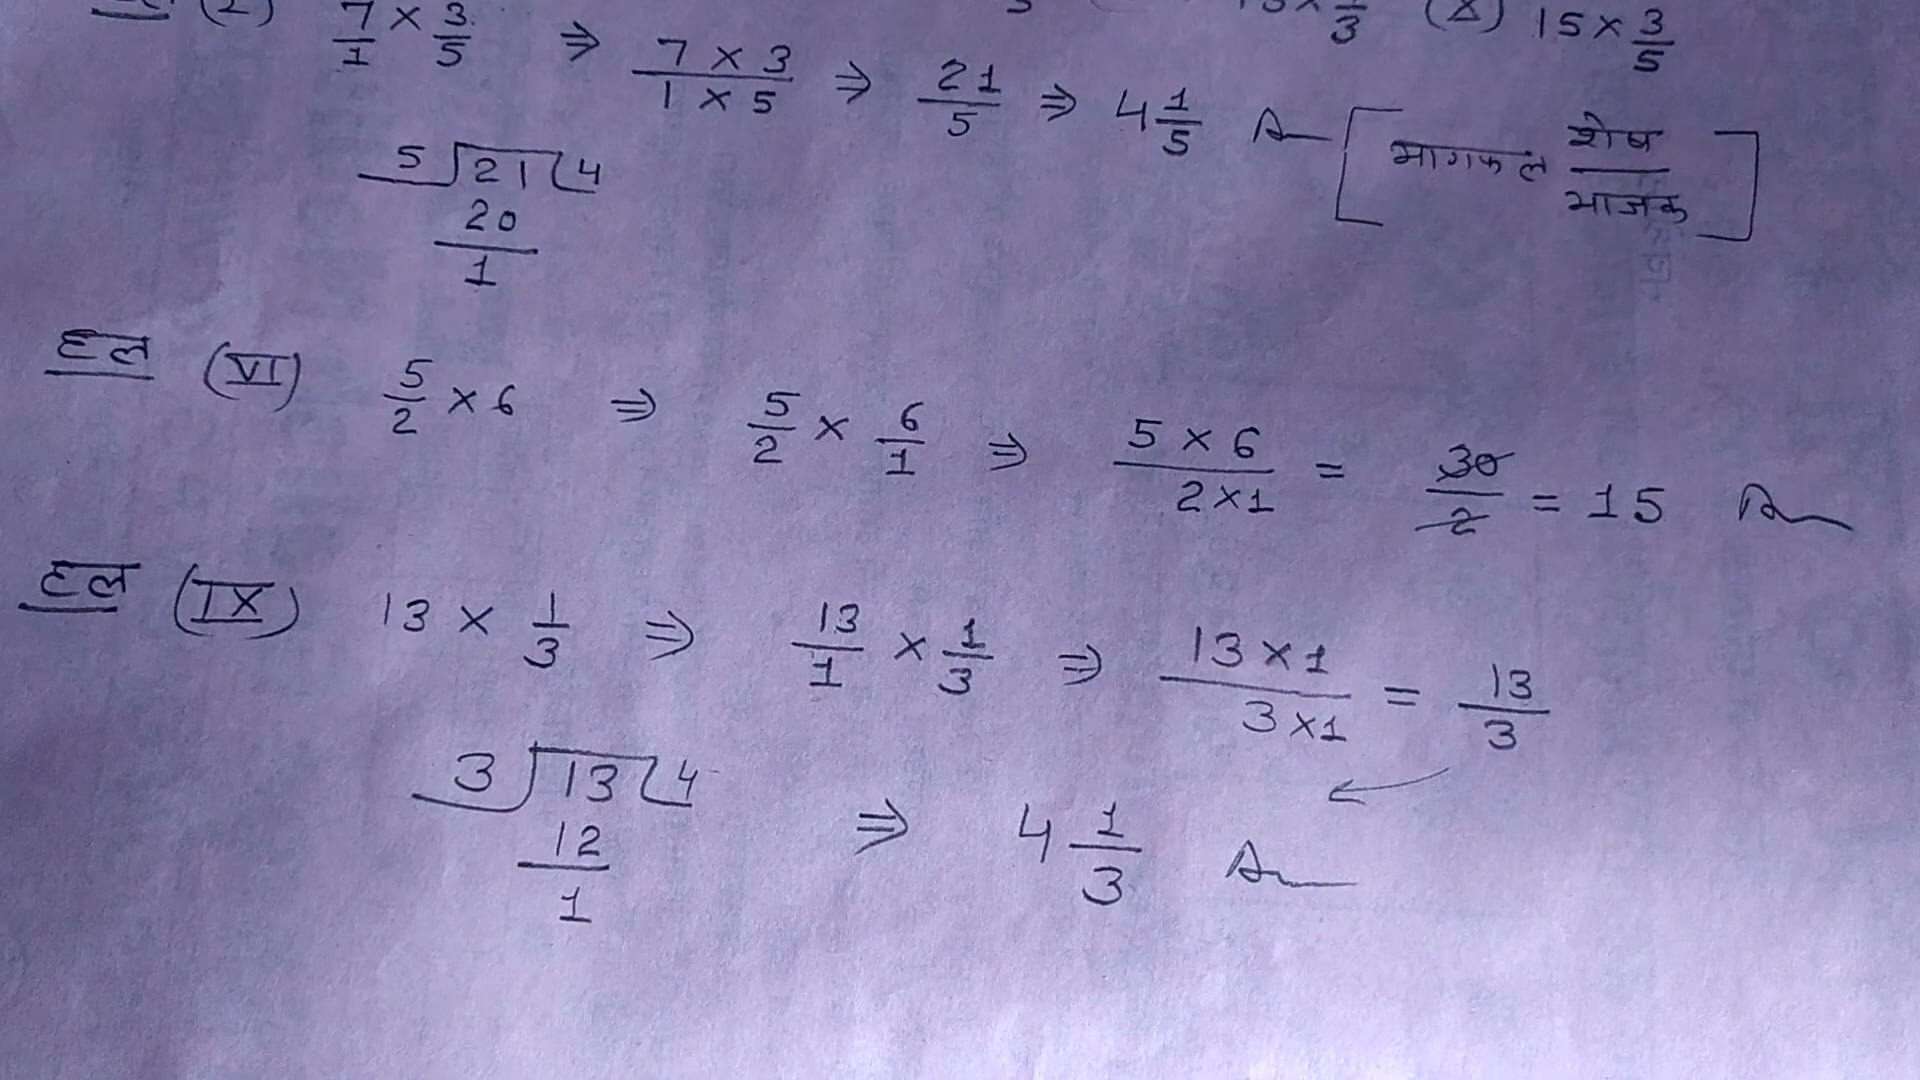 (I) 7/1 × 3/5 ⇒ 7 × 3 / 1 × 5 ⇒ 21/5 ⇒ 4 1/5 [भागफल शेष/भाजक]
× 1/3 (X) 15 × 3/5
5 ) 21 ( 4
20
1
हल (VI) 5/2 × 6 ⇒ 5/2 × 6/1 ⇒ 5 × 6 / 2 × 1 = 30/2 = 15
हल (IX) 13 × 1/3 ⇒ 13/1 × 1/3 ⇒ 13 × 1 / 3 × 1 = 13/3
3 ) 13 ( 4
12
1
⇒ 4 1/3